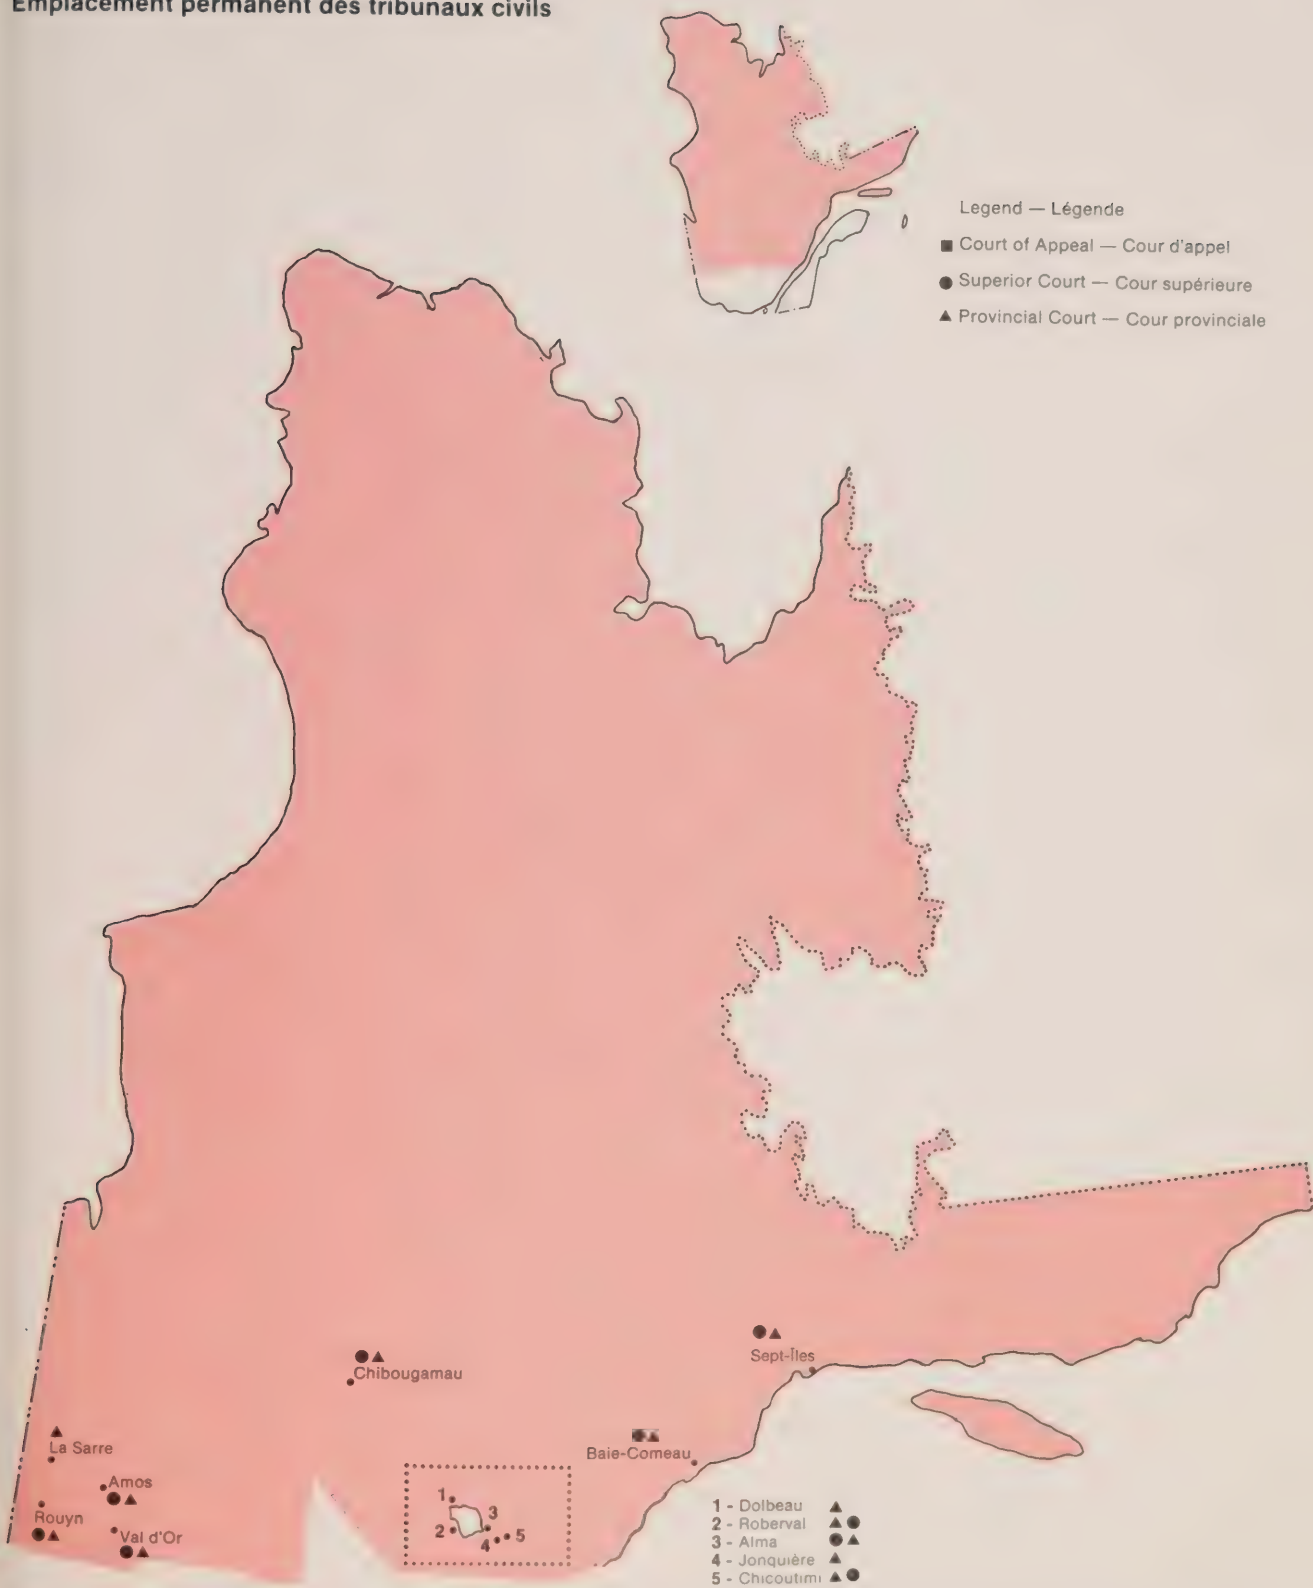 Emplacement permanent des tribunaux civils
Legend — Légende
■ Court of Appeal — Cour d'appel
● Superior Court — Cour supérieure
▲ Provincial Court — Cour provinciale
Sept-Îles
Chibougamau
La Sarre
Baie-Comeau
Amos
Rouyn
Val d'Or
1
2
3
4
5
1 - Dolbeau ▲
2 - Roberval ▲ ●
3 - Alma ● ▲
4 - Jonquière ▲
5 - Chicoutimi ▲ ●